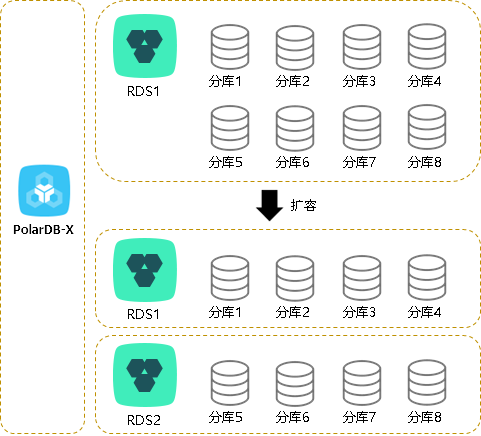 RDS1
分库1 分库2 分库3 分库4
分库5 分库6 分库7 分库8
PolarDB-X
扩容
RDS1
分库1 分库2 分库3 分库4
RDS2
分库5 分库6 分库7 分库8